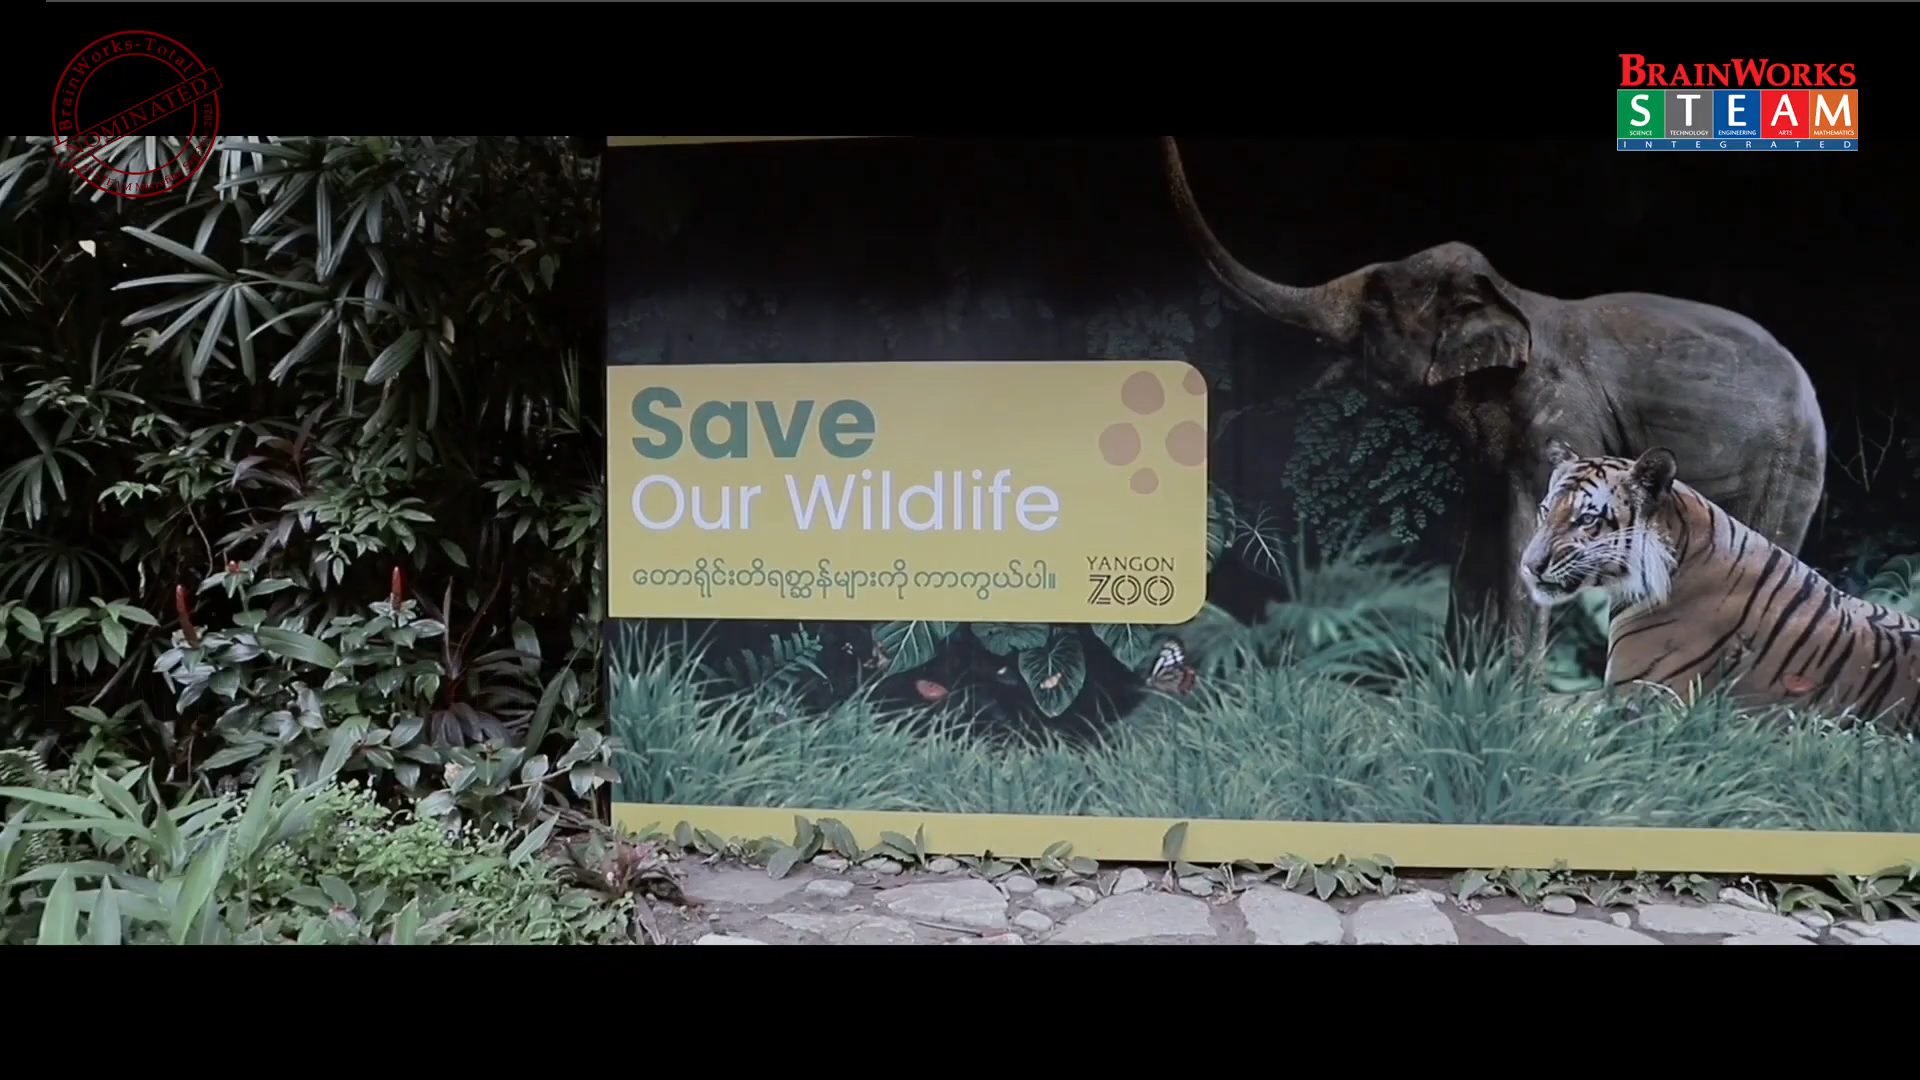 BrainWorks-Total
NOMINATED
BRAINWORKS
S T E A M
SCIENCE TECHNOLOGY ENGINEERING ARTS MATHEMATICS
INTEGRATED
Save
Our Wildlife
တောရိုင်းတိရစ္ဆာန်များကို ကာကွယ်ပါ။
YANGON
ZOO